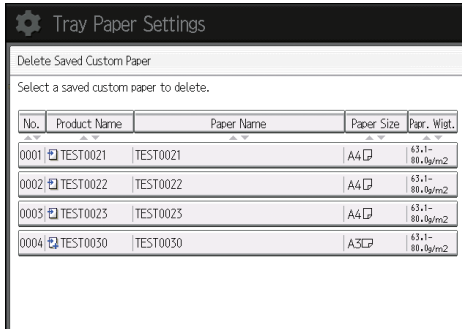 Tray Paper Settings
Delete Saved Custom Paper
Select a saved custom paper to delete.
No. Product Name Paper Name Paper Size Papr. Wigt.
0001 TEST0021 TEST0021 A4 63.1-80.0g/m2
0002 TEST0022 TEST0022 A4 63.1-80.0g/m2
0003 TEST0023 TEST0023 A4 63.1-80.0g/m2
0004 TEST0030 TEST0030 A3 63.1-80.0g/m2